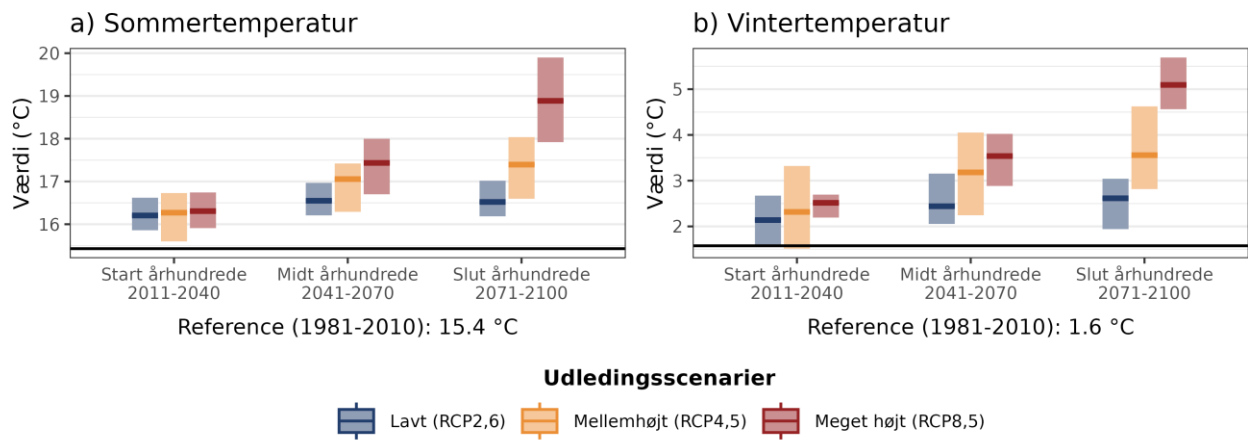 a) Sommertemperatur
Værdi (°C)
20
19
18
17
16
Start århundrede
2011-2040
Midt århundrede
2041-2070
Slut århundrede
2071-2100
Reference (1981-2010): 15.4 °C
b) Vintertemperatur
Værdi (°C)
5
4
3
2
Start århundrede
2011-2040
Midt århundrede
2041-2070
Slut århundrede
2071-2100
Reference (1981-2010): 1.6 °C
Udledingsscenarier
Lavt (RCP2,6)
Mellemhøjt (RCP4,5)
Meget højt (RCP8,5)